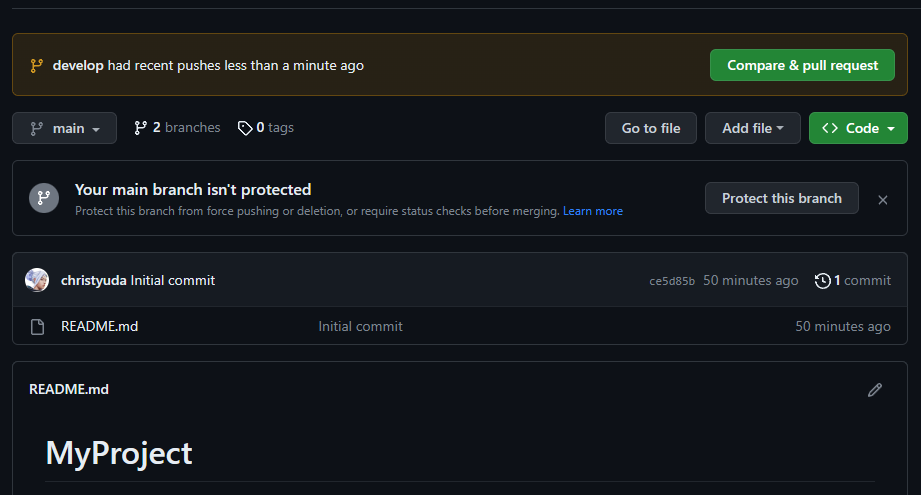 develop had recent pushes less than a minute ago Compare & pull request
main 2 branches 0 tags Go to file Add file Code
Your main branch isn't protected
Protect this branch from force pushing or deletion, or require status checks before merging. Learn more Protect this branch
christyuda Initial commit ce5d85b 50 minutes ago 1 commit
README.md Initial commit 50 minutes ago
README.md
MyProject